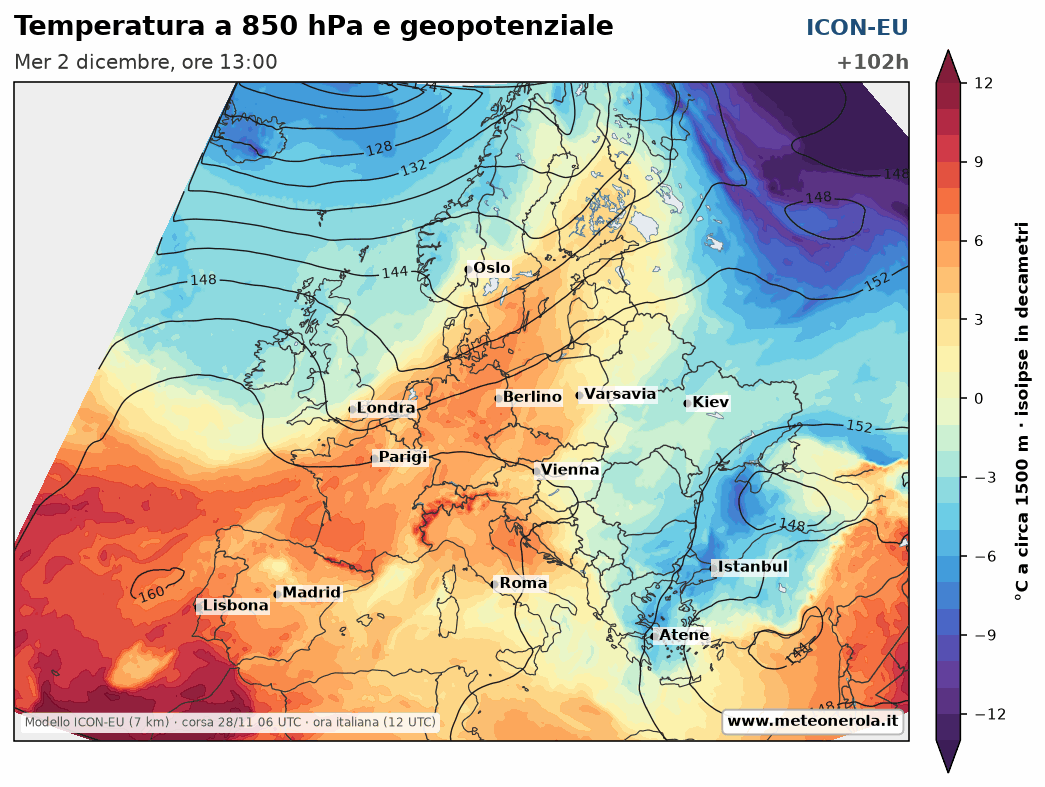 Temperatura a 850 hPa e geopotenziale
ICON-EU
Mer 2 dicembre, ore 13:00
+102h
128
132
144
148
148
148
152
152
148
160
144
148
Oslo
Londra
Berlino
Varsavia
Kiev
Parigi
Vienna
Istanbul
Roma
Madrid
Lisbona
Atene
Modello ICON-EU (7 km) · corsa 28/11 06 UTC · ora italiana (12 UTC)
www.meteonerola.it
12
9
6
3
0
−3
−6
−9
−12
°C a circa 1500 m · isoipse in decametri